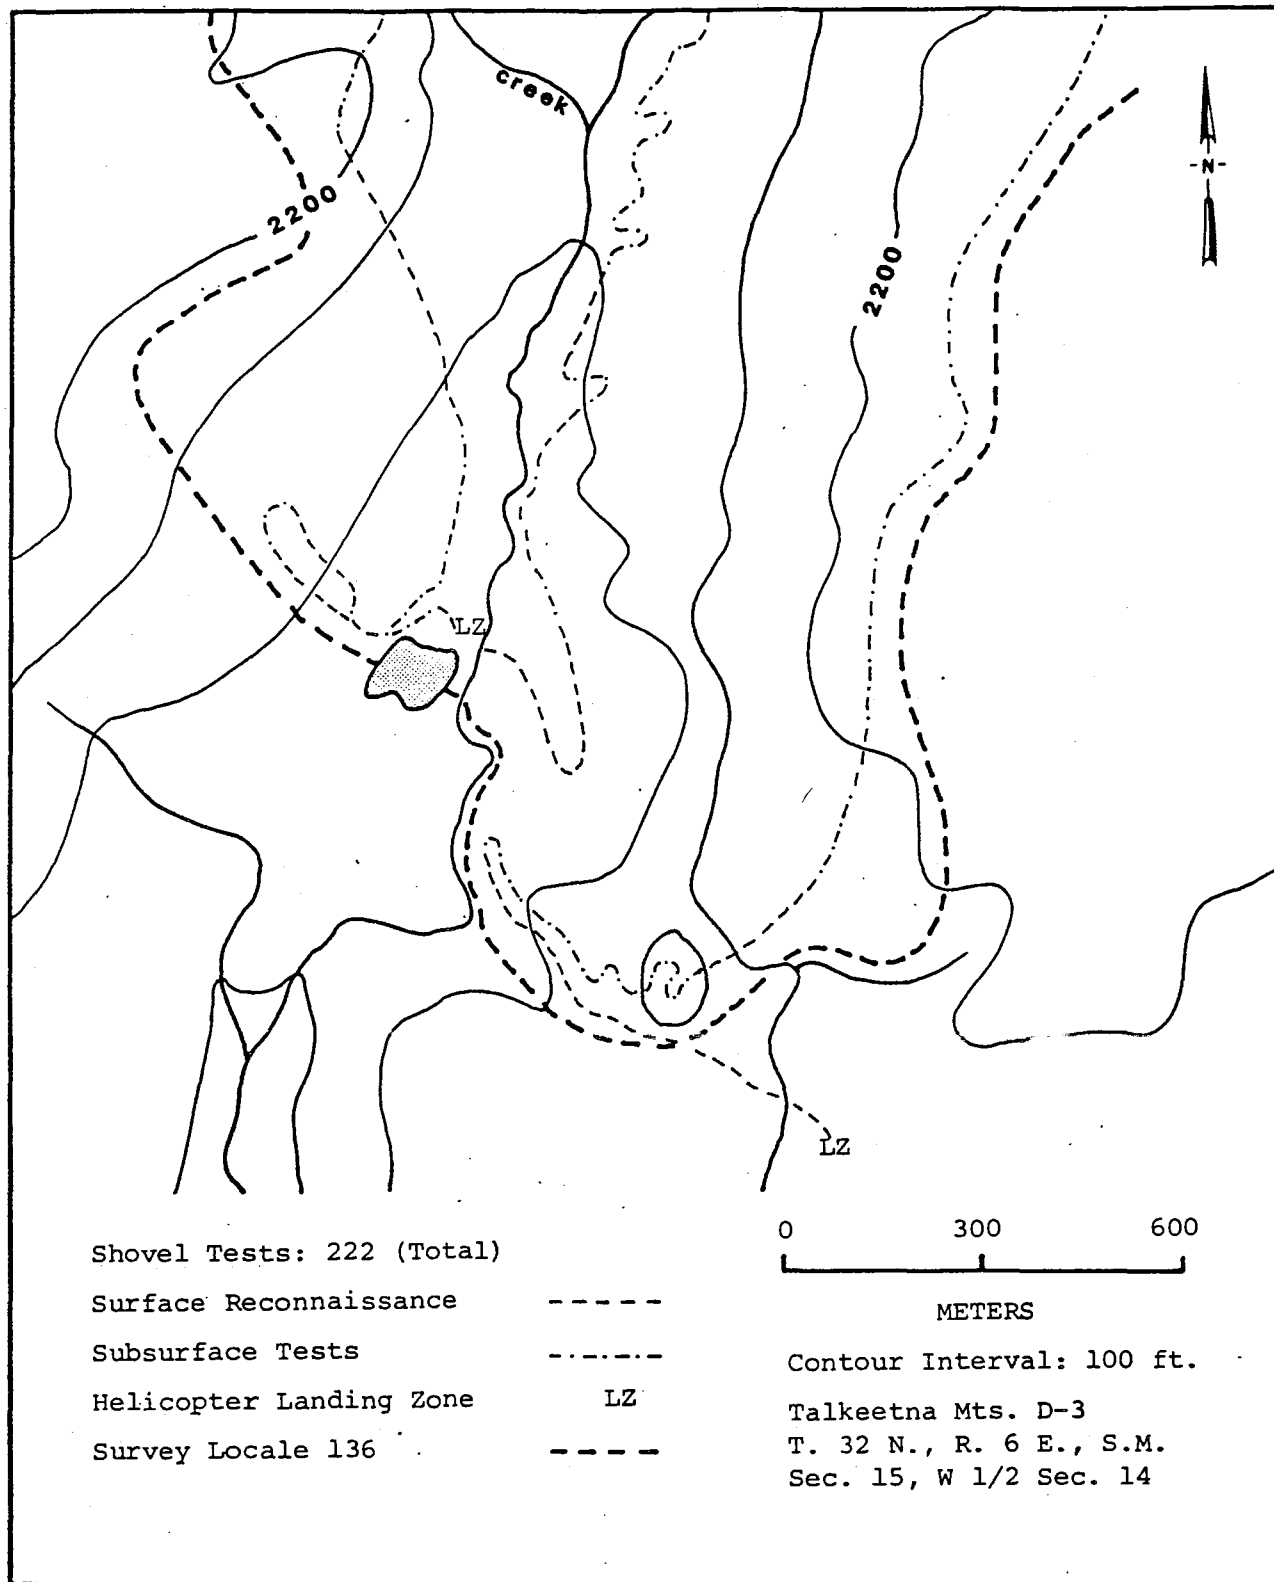 creek
-N-
2200
2200
LZ
LZ
Shovel Tests: 222 (Total)
Surface Reconnaissance
Subsurface Tests
Helicopter Landing Zone LZ
Survey Locale 136
0 300 600
METERS
Contour Interval: 100 ft.
Talkeetna Mts. D-3
T. 32 N., R. 6 E., S.M.
Sec. 15, W 1/2 Sec. 14